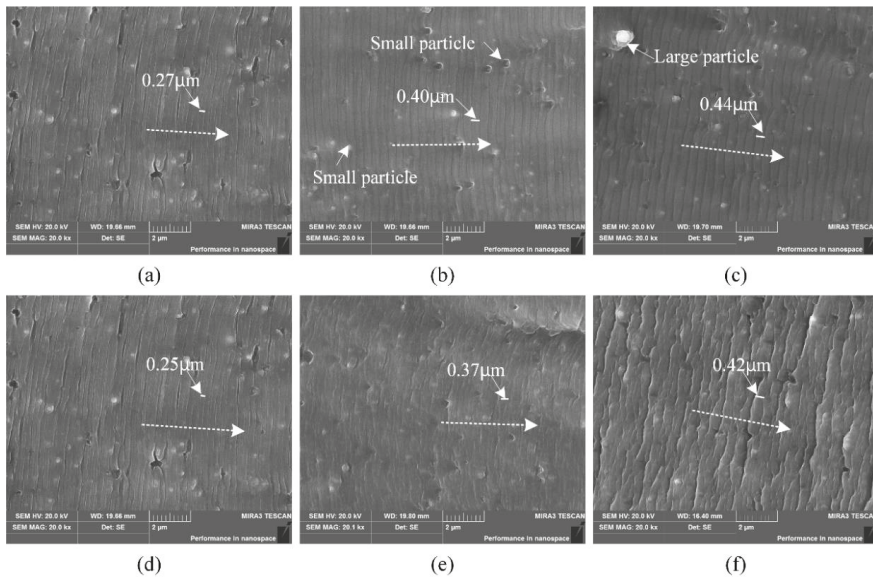 0.27μm
SEM HV: 20.0 kV WD: 19.66 mm MIRA3 TESCAN
SEM MAG: 20.0 kx Det: SE 2 μm
Performance in nanospace
(a)
Small particle
0.40μm
Small particle
SEM HV: 20.0 kV WD: 19.66 mm MIRA3 TESCAN
SEM MAG: 20.0 kx Det: SE 2 μm
Performance in nanospace
(b)
Large particle
0.44μm
SEM HV: 20.0 kV WD: 19.70 mm MIRA3 TESCAN
SEM MAG: 20.0 kx Det: SE 2 μm
Performance in nanospace
(c)
0.25μm
SEM HV: 20.0 kV WD: 19.66 mm MIRA3 TESCAN
SEM MAG: 20.0 kx Det: SE 2 μm
Performance in nanospace
(d)
0.37μm
SEM HV: 20.0 kV WD: 19.80 mm MIRA3 TESCAN
SEM MAG: 20.1 kx Det: SE 2 μm
Performance in nanospace
(e)
0.42μm
SEM HV: 20.0 kV WD: 16.40 mm MIRA3 TESCAN
SEM MAG: 20.0 kx Det: SE 2 μm
Performance in nanospace
(f)